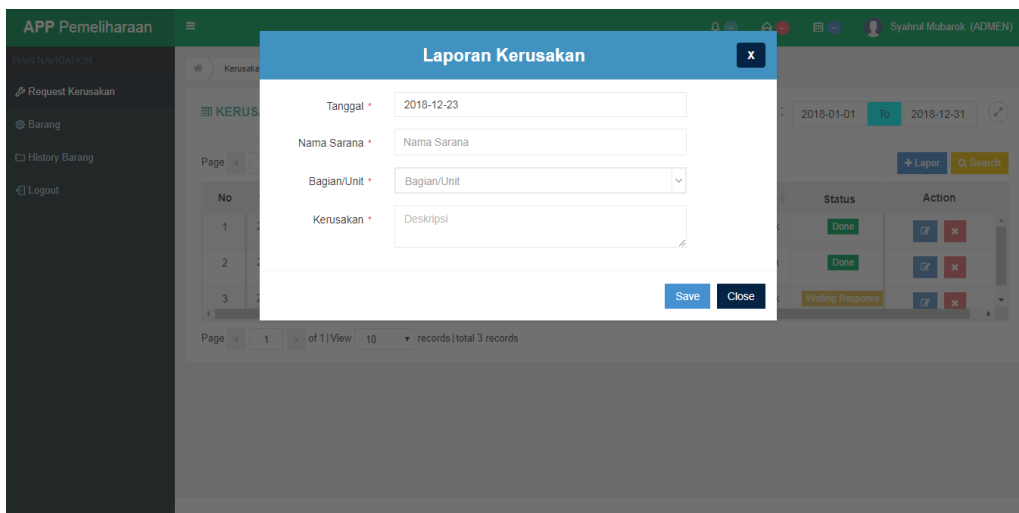 APP Pemeliharaan
Syahrul Mubarok (ADMEN)
MAIN NAVIGATION
Request Kerusakan
Barang
History Barang
Logout
Laporan Kerusakan
x
Tanggal *
2018-12-23
Nama Sarana *
Nama Sarana
Bagian/Unit *
Bagian/Unit
Kerusakan *
Deskripsi
Save
Close
2018-01-01 To 2018-12-31
Page
+ Lapor
Search
No Status Action
1 Done
2 Done
3 Waiting Response
Page 1 of 1 | View 10 records | total 3 records